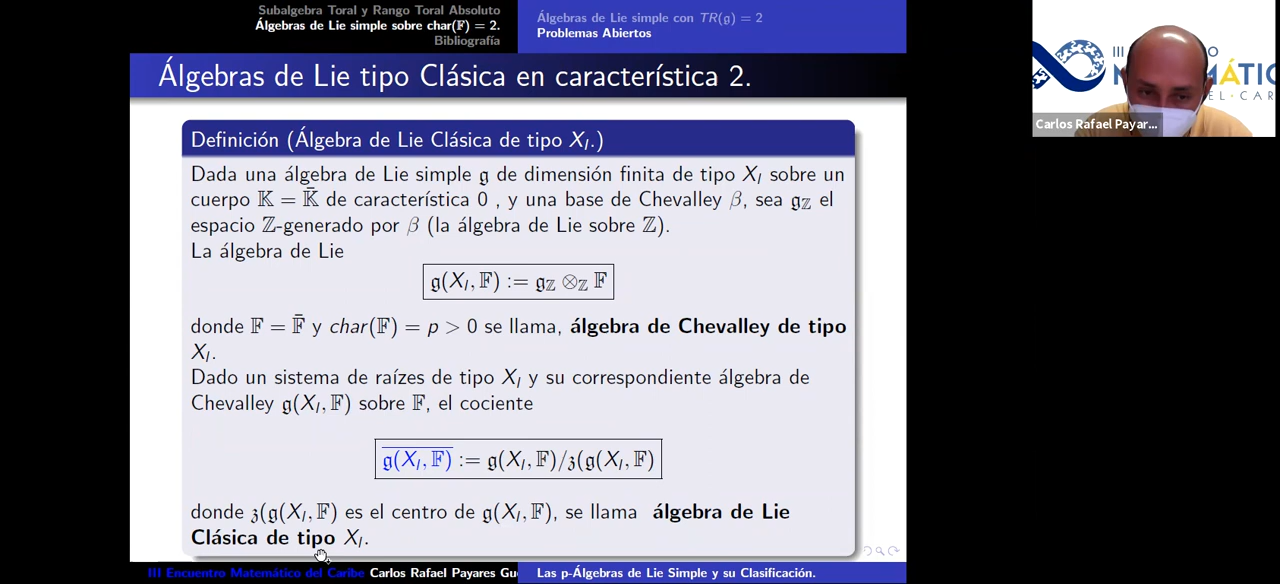 Subalgebra Toral y Rango Toral Absoluto
Álgebras de Lie simple sobre char(𝔽) = 2.
Bibliografía
Álgebras de Lie simple con TR(𝔤) = 2
Problemas Abiertos
Álgebras de Lie tipo Clásica en característica 2.
Definición (Álgebra de Lie Clásica de tipo X_l.)
Dada una álgebra de Lie simple 𝔤 de dimensión finita de tipo X_l sobre un
cuerpo 𝕂 = 𝕂̄ de característica 0 , y una base de Chevalley β, sea 𝔤_ℤ el
espacio ℤ-generado por β (la álgebra de Lie sobre ℤ).
La álgebra de Lie
𝔤(X_l, 𝔽) := 𝔤_ℤ ⊗_ℤ 𝔽
donde 𝔽 = 𝔽̄ y char(𝔽) = p > 0 se llama, álgebra de Chevalley de tipo
X_l.
Dado un sistema de raízes de tipo X_l y su correspondiente álgebra de
Chevalley 𝔤(X_l, 𝔽) sobre 𝔽, el cociente
\overline{𝔤(X_l, 𝔽)} := 𝔤(X_l, 𝔽)/𝔷(𝔤(X_l, 𝔽)
donde 𝔷(𝔤(X_l, 𝔽) es el centro de 𝔤(X_l, 𝔽), se llama álgebra de Lie
Clásica de tipo X_l.
III Encuentro Matemático del Caribe Carlos Rafael Payares Gu
Las p-Álgebras de Lie Simple y su Clasificación.
III
EL CAR
Carlos Rafael Payar...